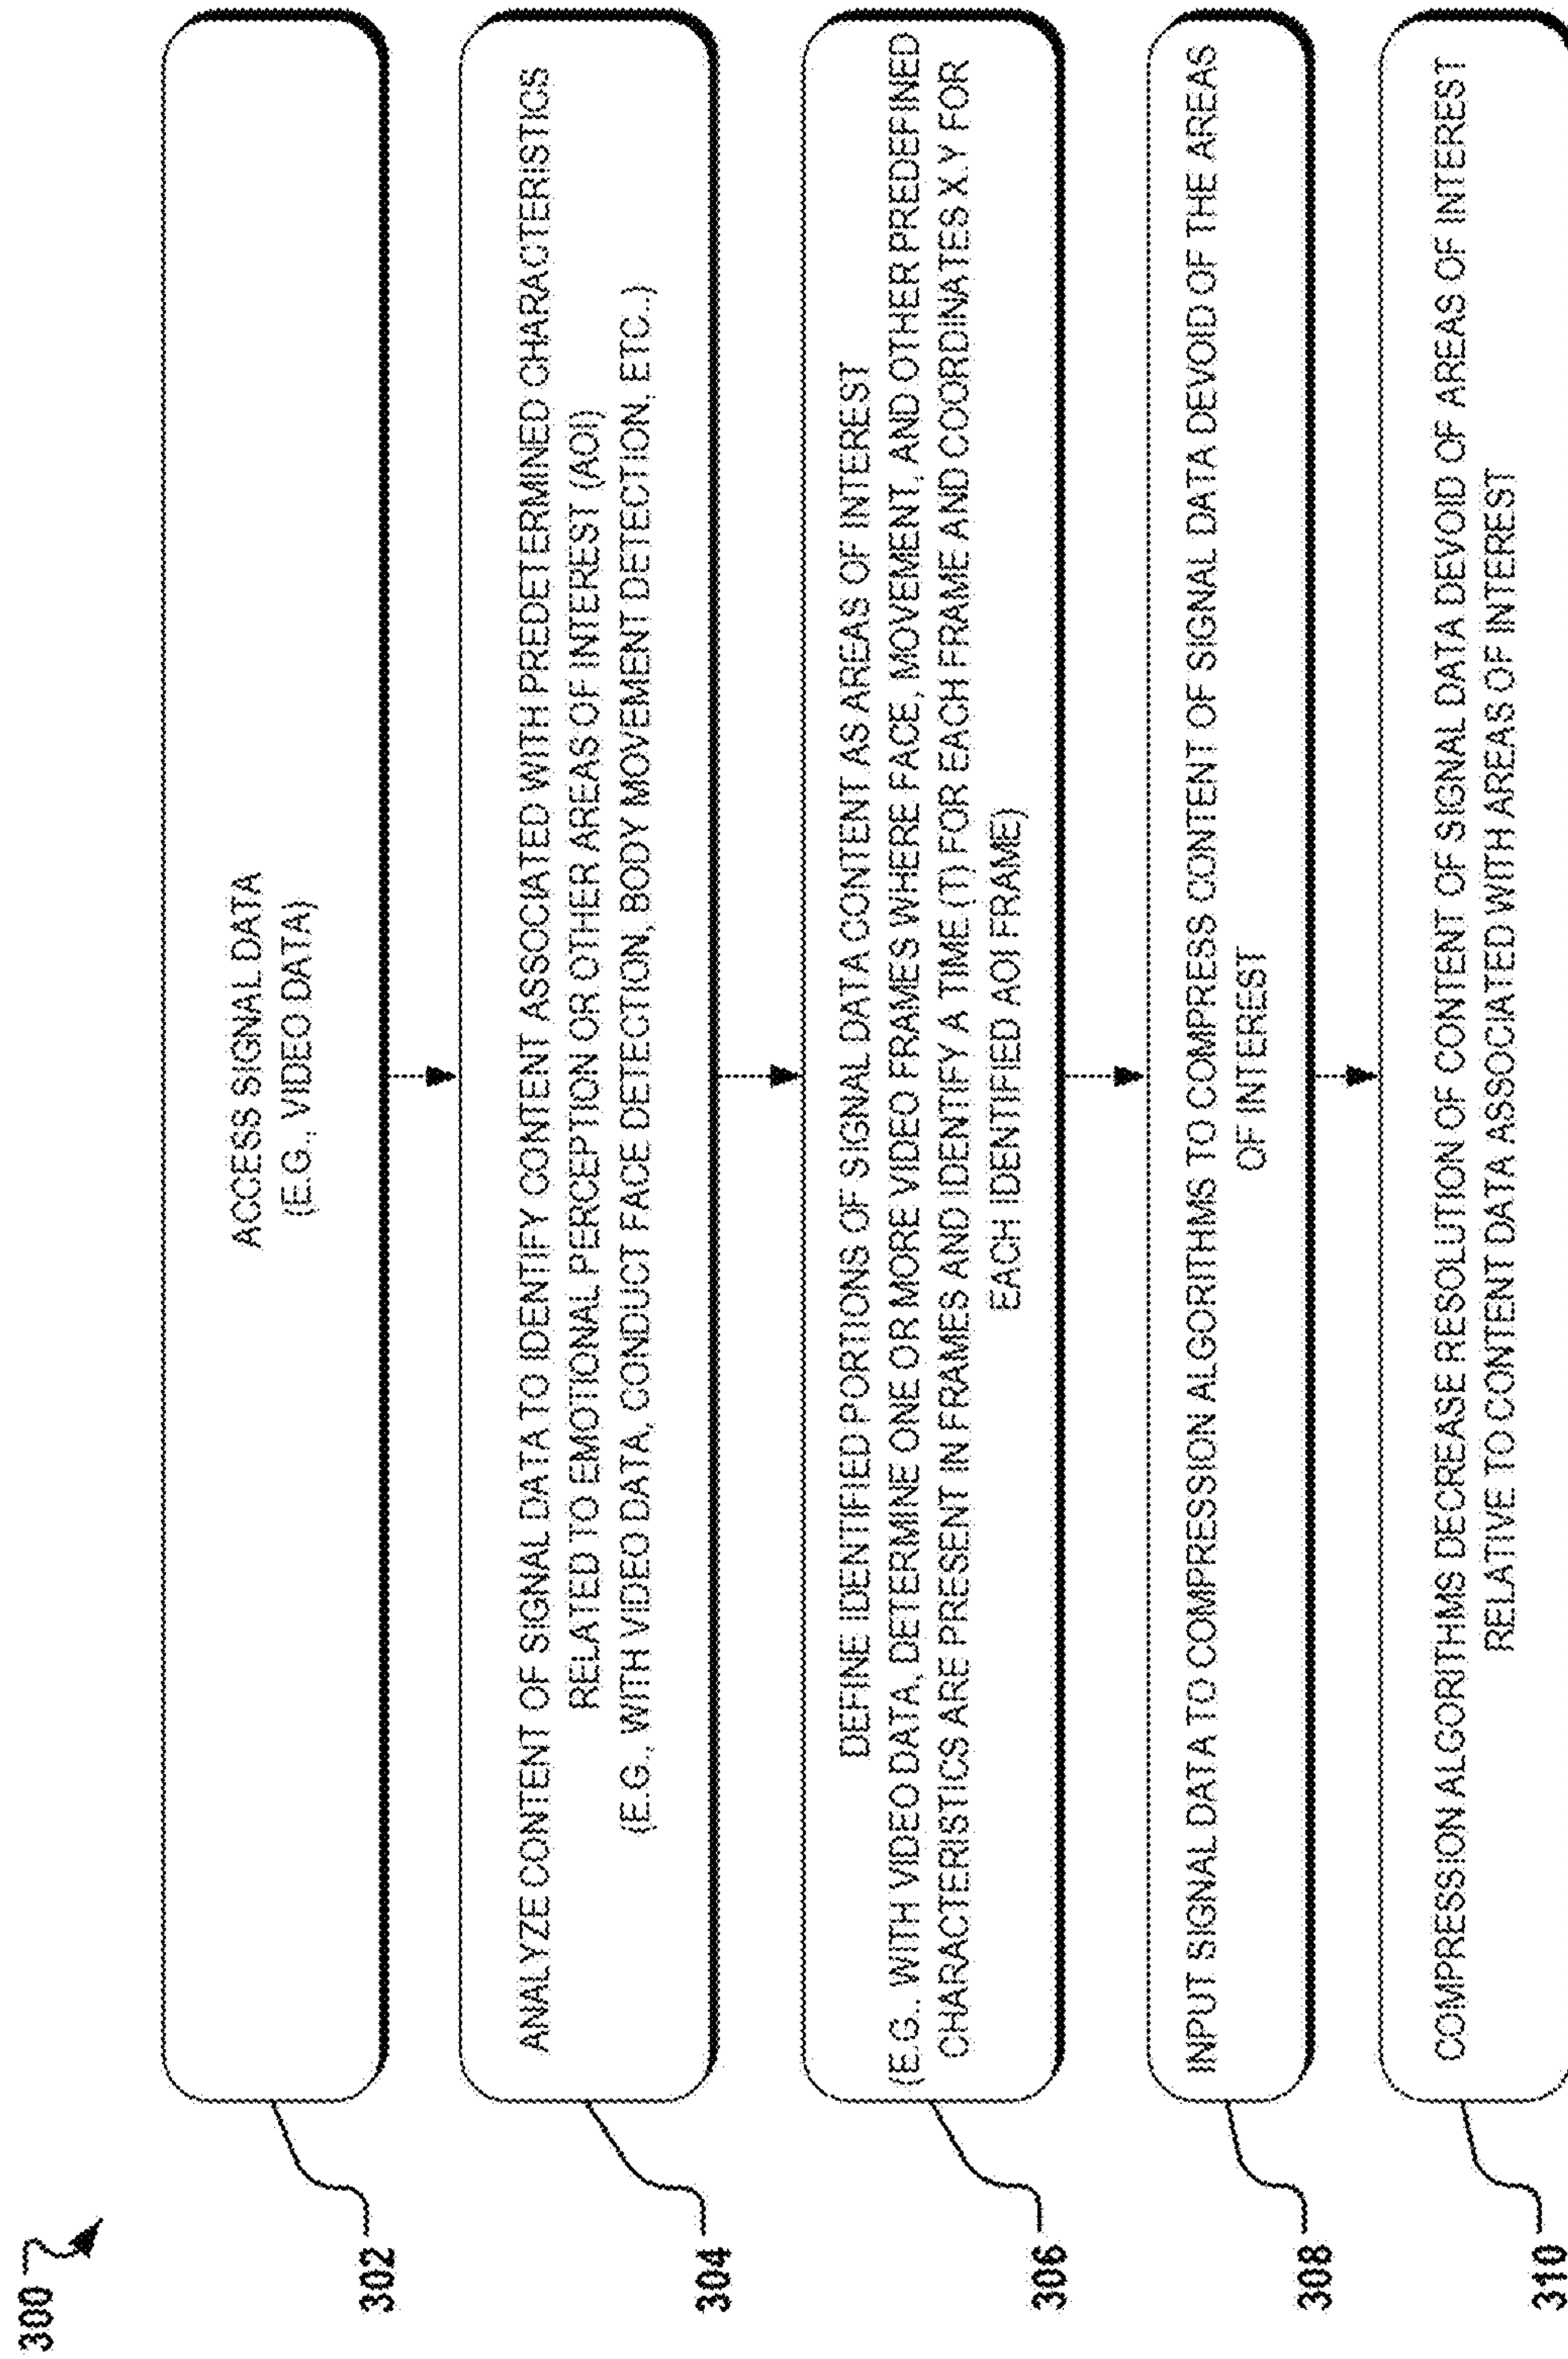 300
302
ACCESS SIGNAL DATA
(E.G., VIDEO DATA)
304
ANALYZE CONTENT OF SIGNAL DATA TO IDENTIFY CONTENT ASSOCIATED WITH PREDETERMINED CHARACTERISTICS
RELATED TO EMOTIONAL PERCEPTION OR OTHER AREAS OF INTEREST (AOI)
(E.G., WITH VIDEO DATA, CONDUCT FACE DETECTION, BODY MOVEMENT DETECTION, ETC..)
306
DEFINE IDENTIFIED PORTIONS OF SIGNAL DATA CONTENT AS AREAS OF INTEREST
(E.G.. WITH VIDEO DATA, DETERMINE ONE OR MORE VIDEO FRAMES WHERE FACE, MOVEMENT, AND OTHER PREDEFINED
CHARACTERISTICS ARE PRESENT IN FRAMES AND IDENTIFY A TIME (T) FOR EACH FRAME AND COORDINATES X.Y FOR
EACH IDENTIFIED AOI FRAME)
308
INPUT SIGNAL DATA TO COMPRESSION ALGORITHMS TO COMPRESS CONTENT OF SIGNAL DATA DEVOID OF THE AREAS
OF INTEREST
310
COMPRESSION ALGORITHMS DECREASE RESOLUTION OF CONTENT OF SIGNAL DATA DEVOID OF AREAS OF INTEREST
RELATIVE TO CONTENT DATA ASSOCIATED WITH AREAS OF INTEREST